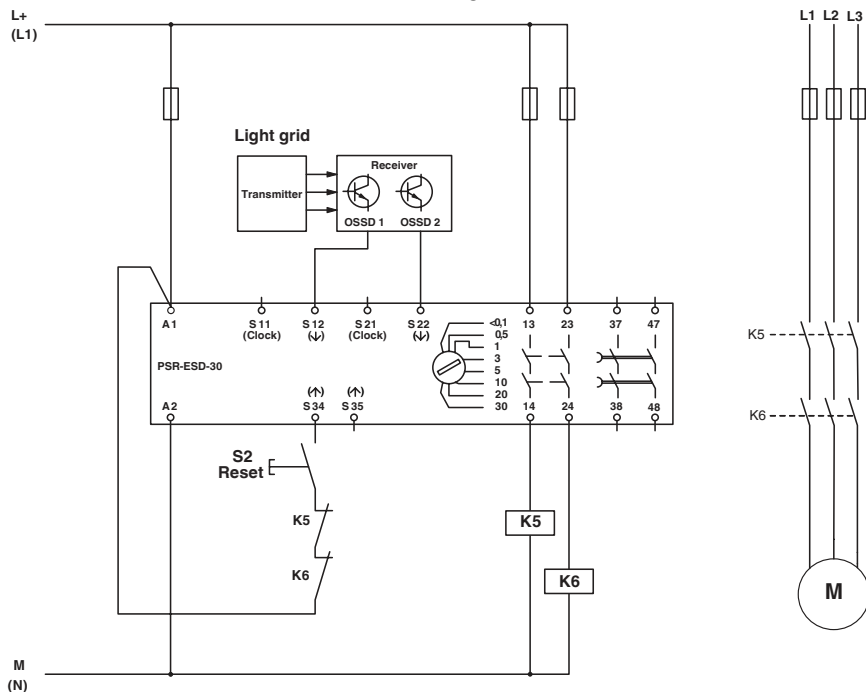 L+
(L1)
L1 L2 L3
Light grid
Transmitter
Receiver
OSSD 1 OSSD 2
A1
S11
(Clock)
S12
(↓)
S21
(Clock)
S22
(↓)
<0,1
0,5
1
3
5
10
20
30
13
23
37
47
PSR-ESD-30
A2
(↑)
S34
(↑)
S35
14
24
38
48
K5
K6
S2
Reset
K5
K6
K5
K6
M
M
(N)